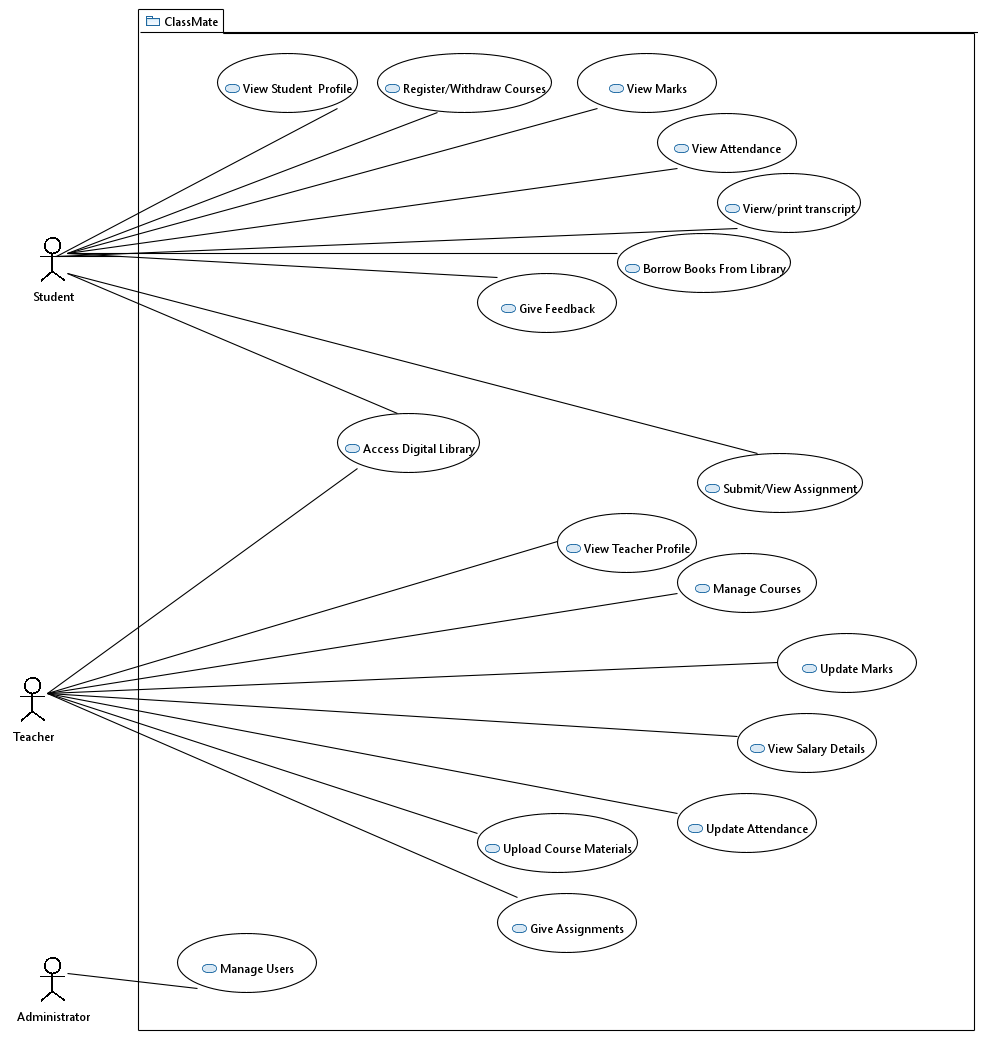 ClassMate
View Student  Profile
Register/Withdraw Courses
View Marks
View Attendance
Vierw/print transcript
Borrow Books From Library
Student
Give Feedback
Access Digital Library
Submit/View Assignment
View Teacher Profile
Manage Courses
Update Marks
Teacher
View Salary Details
Update Attendance
Upload Course Materials
Give Assignments
Manage Users
Administrator